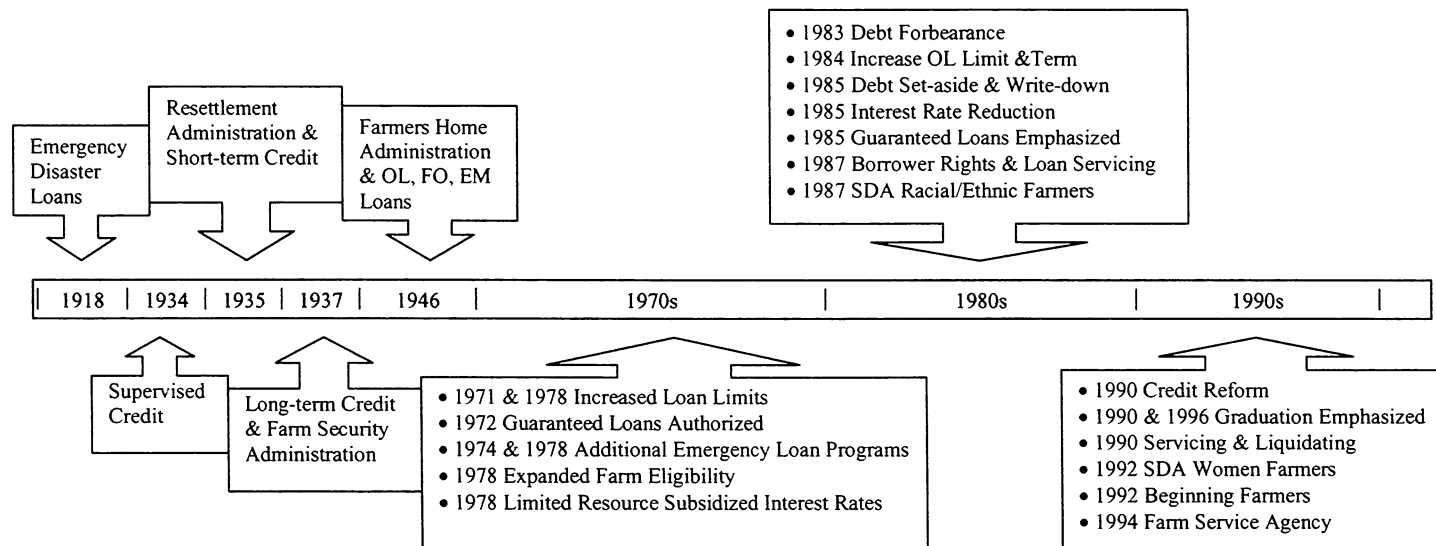 Emergency
Disaster
Loans
Resettlement
Administration &
Short-term Credit
Farmers Home
Administration
& OL, FO, EM
Loans
• 1983 Debt Forbearance
• 1984 Increase OL Limit &Term
• 1985 Debt Set-aside & Write-down
• 1985 Interest Rate Reduction
• 1985 Guaranteed Loans Emphasized
• 1987 Borrower Rights & Loan Servicing
• 1987 SDA Racial/Ethnic Farmers
1918 1934 1935 1937 1946 1970s 1980s 1990s
Supervised
Credit
Long-term Credit
& Farm Security
Administration
• 1971 & 1978 Increased Loan Limits
• 1972 Guaranteed Loans Authorized
• 1974 & 1978 Additional Emergency Loan Programs
• 1978 Expanded Farm Eligibility
• 1978 Limited Resource Subsidized Interest Rates
• 1990 Credit Reform
• 1990 & 1996 Graduation Emphasized
• 1990 Servicing & Liquidating
• 1992 SDA Women Farmers
• 1992 Beginning Farmers
• 1994 Farm Service Agency